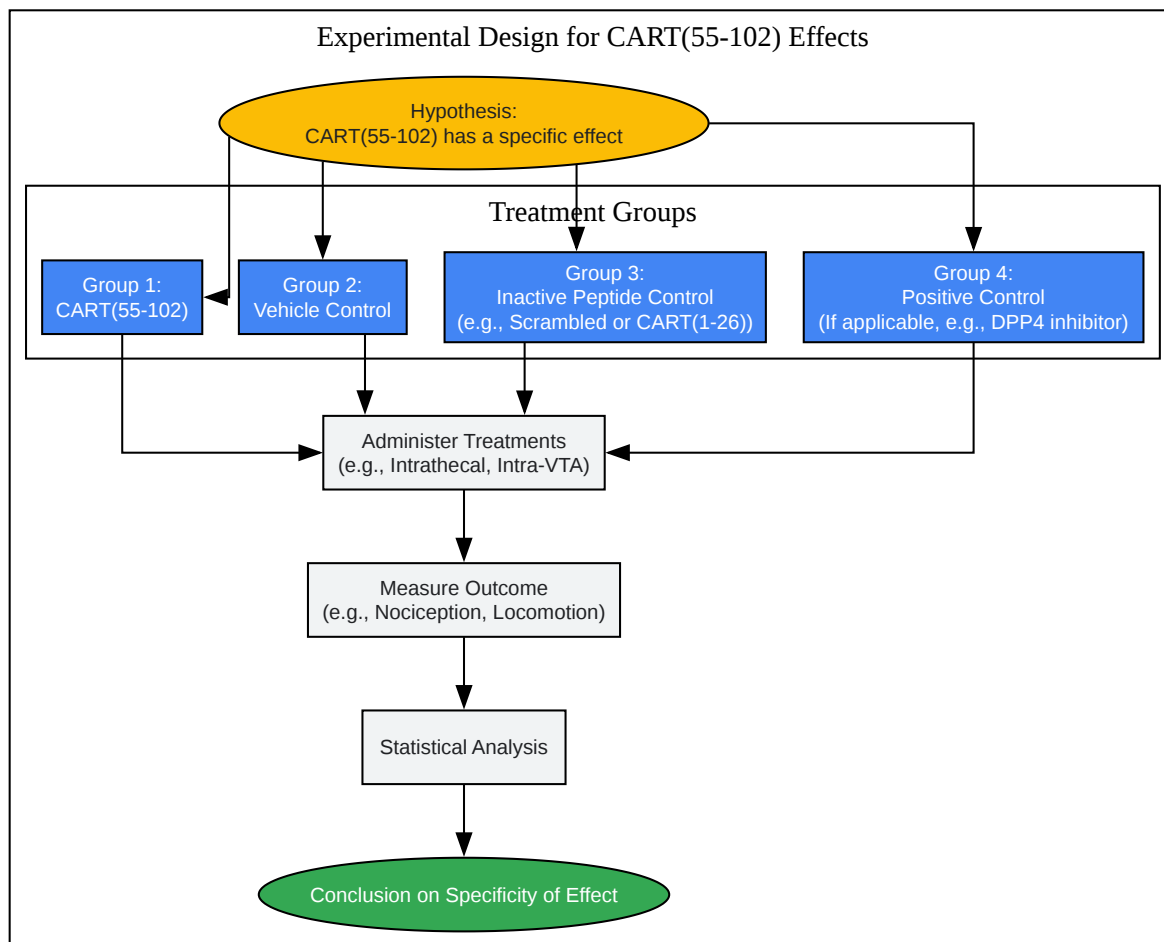 Experimental Design for CART(55-102) Effects
Hypothesis:
CART(55-102) has a specific effect
Treatment Groups
Group 1:
CART(55-102)
Group 2:
Vehicle Control
Group 3:
Inactive Peptide Control
(e.g., Scrambled or CART(1-26))
Group 4:
Positive Control
(If applicable, e.g., DPP4 inhibitor)
Administer Treatments
(e.g., Intrathecal, Intra-VTA)
Measure Outcome
(e.g., Nociception, Locomotion)
Statistical Analysis
Conclusion on Specificity of Effect